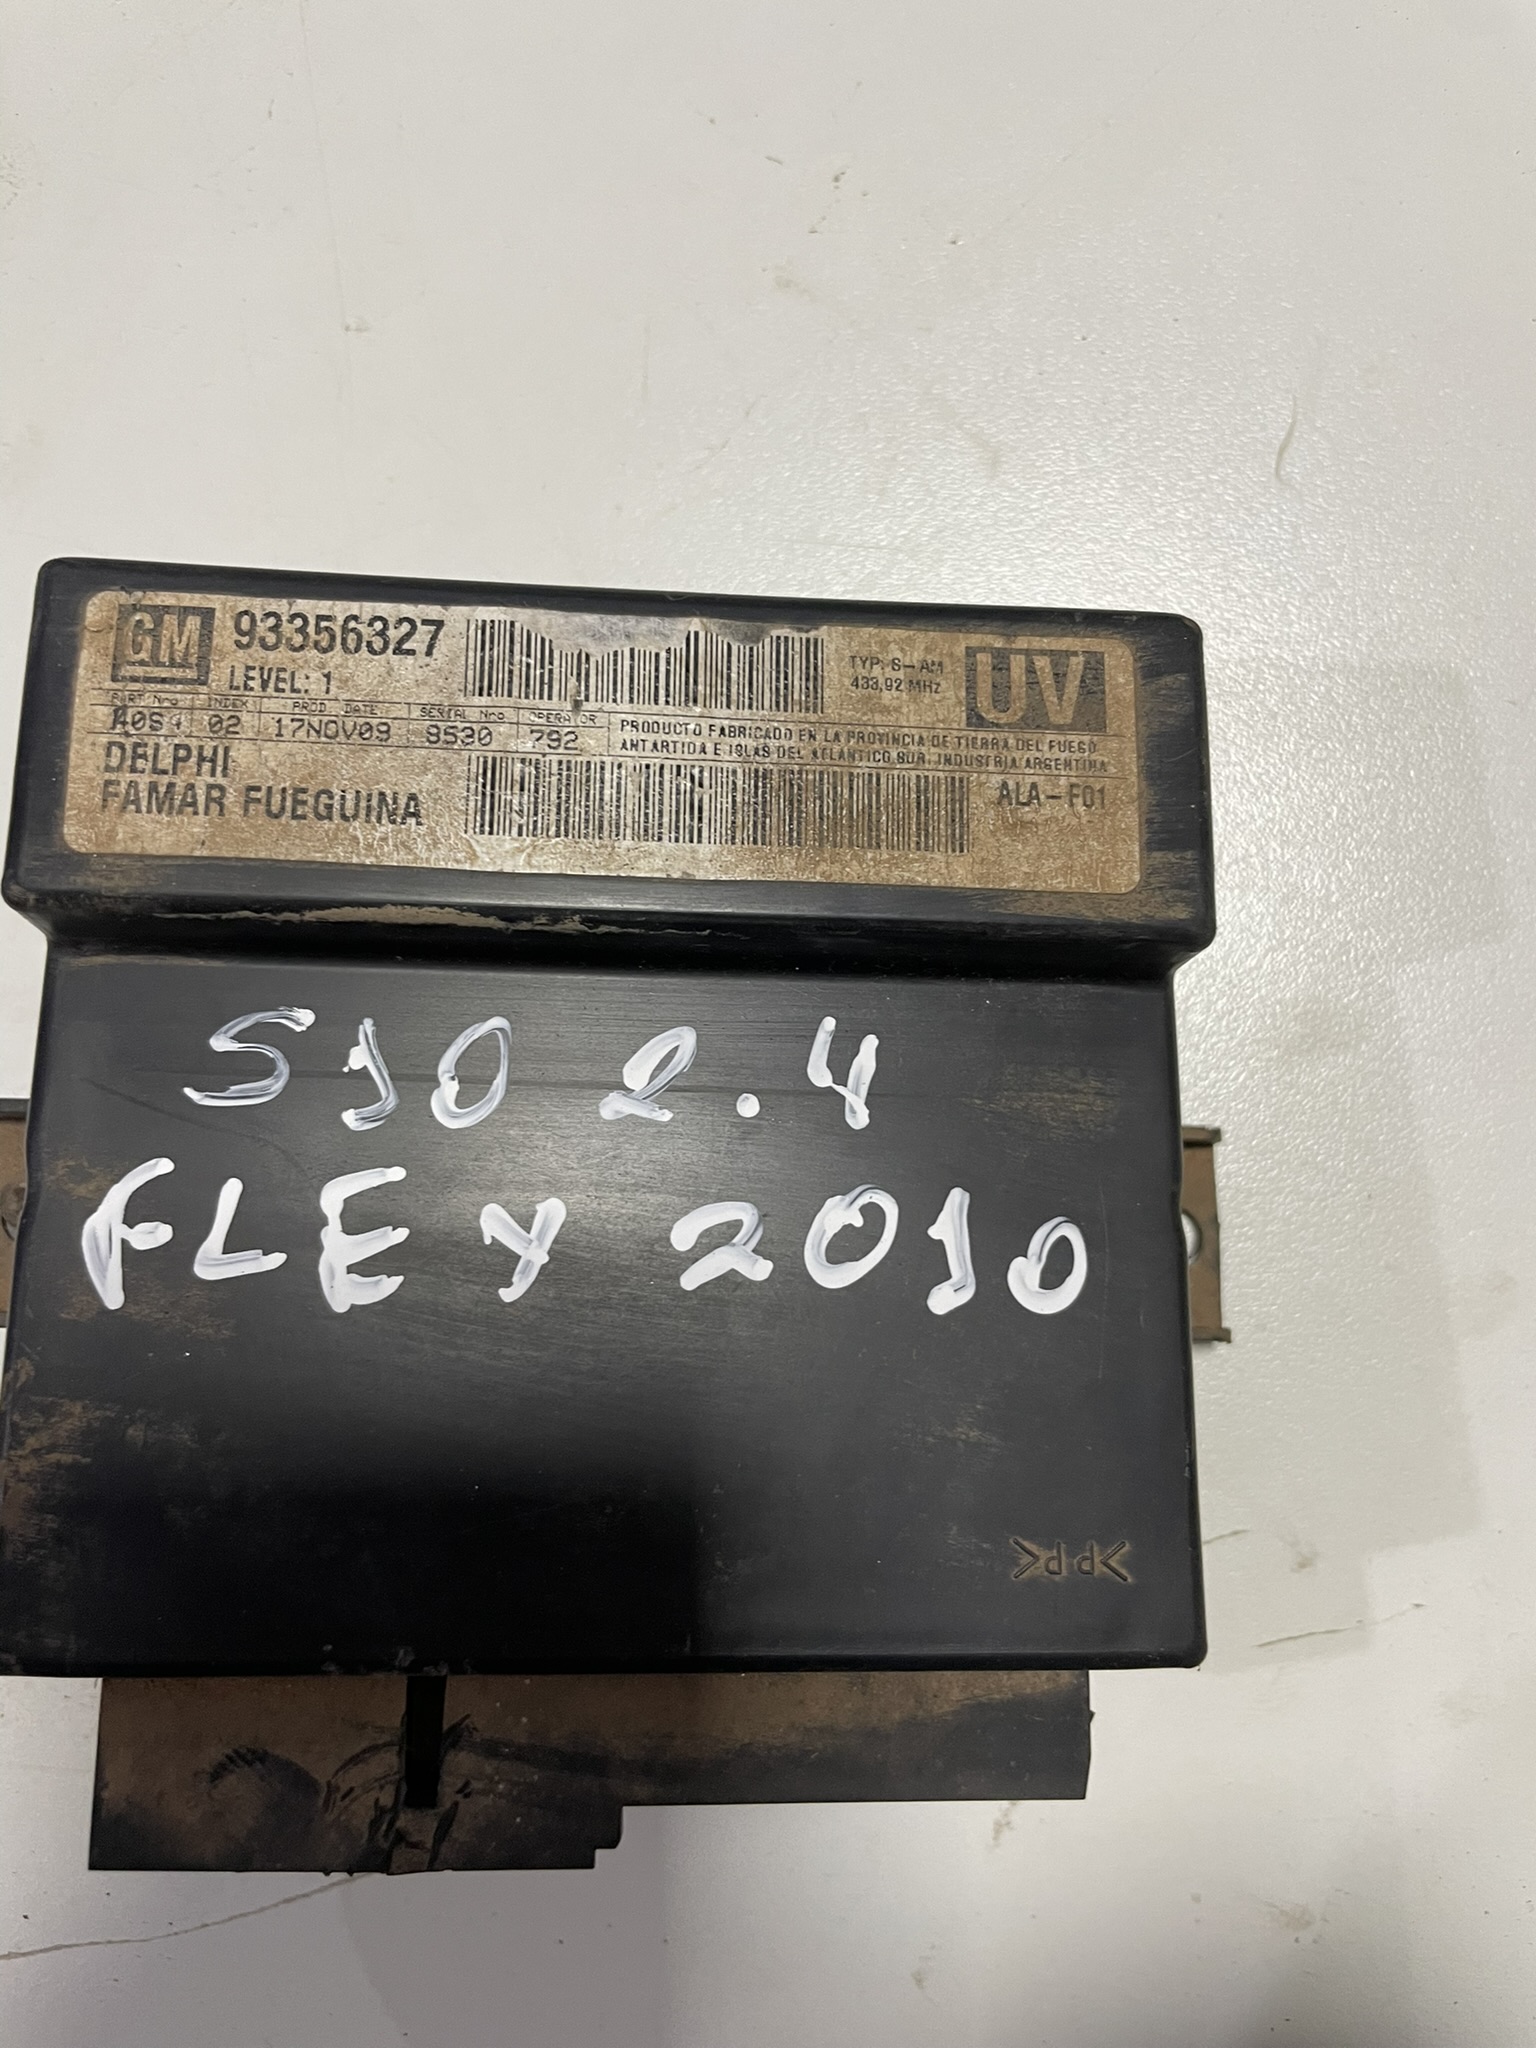 GM 93356327
LEVEL: 1
TYP: S-AM
433,92 MHz
UV
PART Nro INDEX PROD DATE SERIAL Nro OPERATOR
02 17NOV09 8530 792
PRODUCTO FABRICADO EN LA PROVINCIA DE TIERRA DEL FUEGO
ANTARTIDA E ISLAS DEL ATLANTICO SUR. INDUSTRIA ARGENTINA
DELPHI
FAMAR FUEGUINA
ALA-F01
S10 2.4
FLEX 2010
>PP<